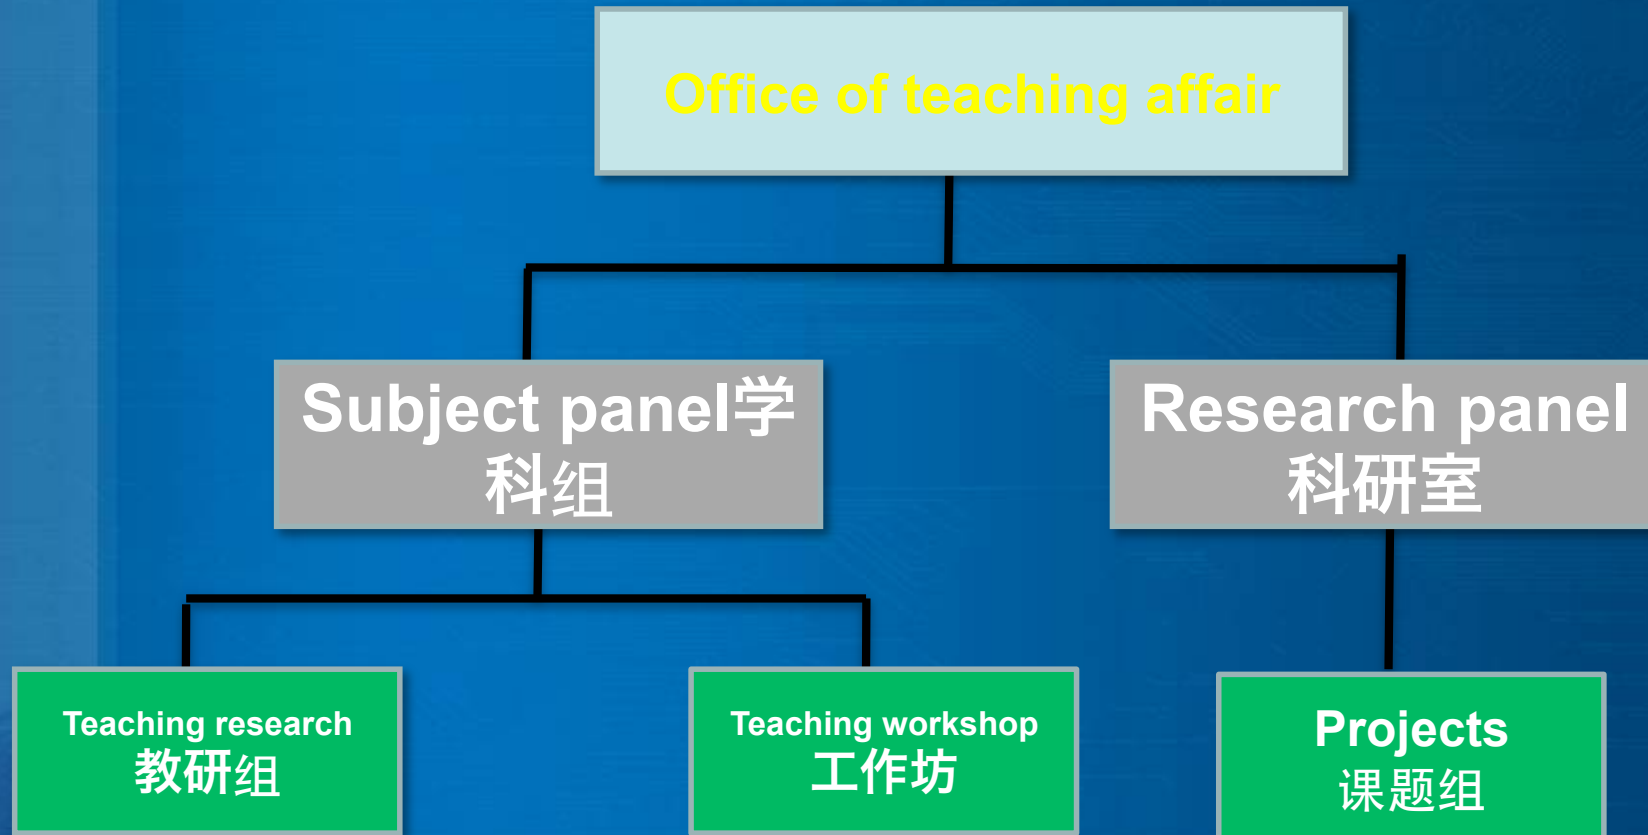 Office of teaching affair
Subject panel学
科组
Research panel
科研室
Teaching research
教研组
Teaching workshop
工作坊
Projects
课题组